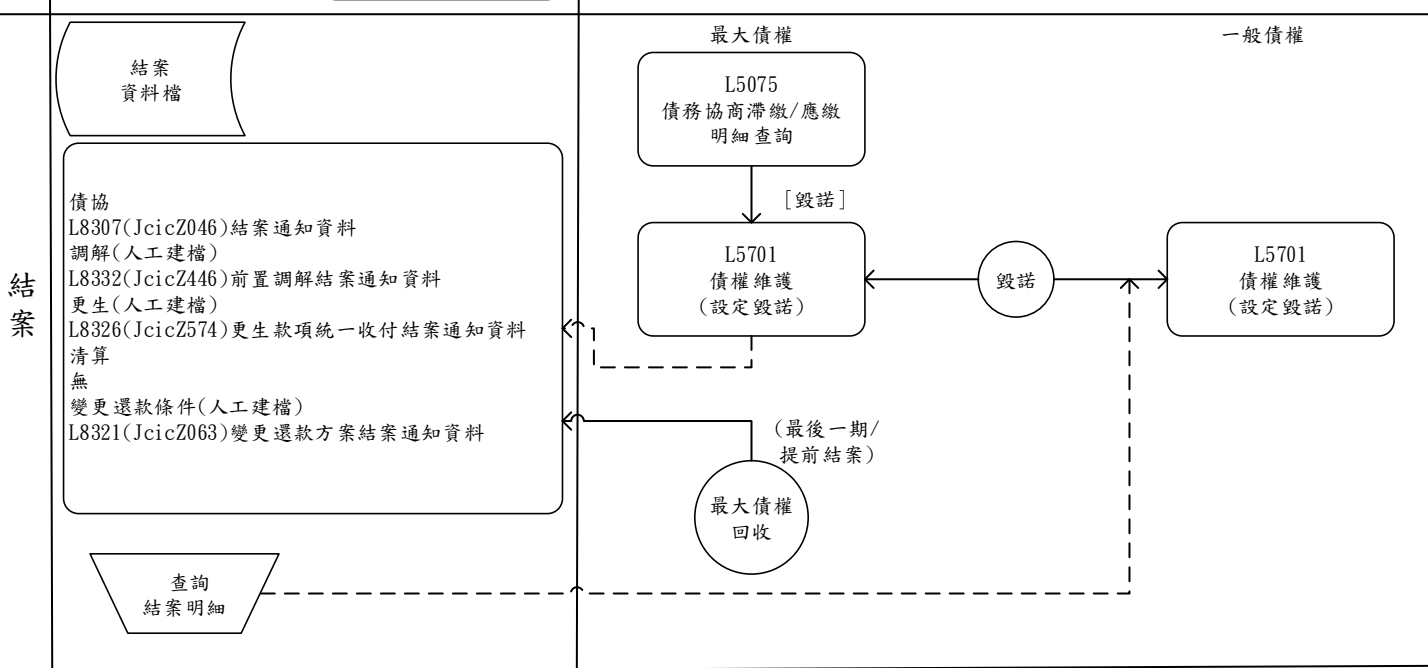 結案
結案
資料檔
債協
L8307(JcicZ046)結案通知資料
調解(人工建檔)
L8332(JcicZ446)前置調解結案通知資料
更生(人工建檔)
L8326(JcicZ574)更生款項統一收付結案通知資料
清算
無
變更還款條件(人工建檔)
L8321(JcicZ063)變更還款方案結案通知資料
查詢
結案明細
最大債權
L5075
債務協商滯繳/應繳
明細查詢
[毀諾]
L5701
債權維護
(設定毀諾)
毀諾
(最後一期/
提前結案)
最大債權
回收
一般債權
L5701
債權維護
(設定毀諾)